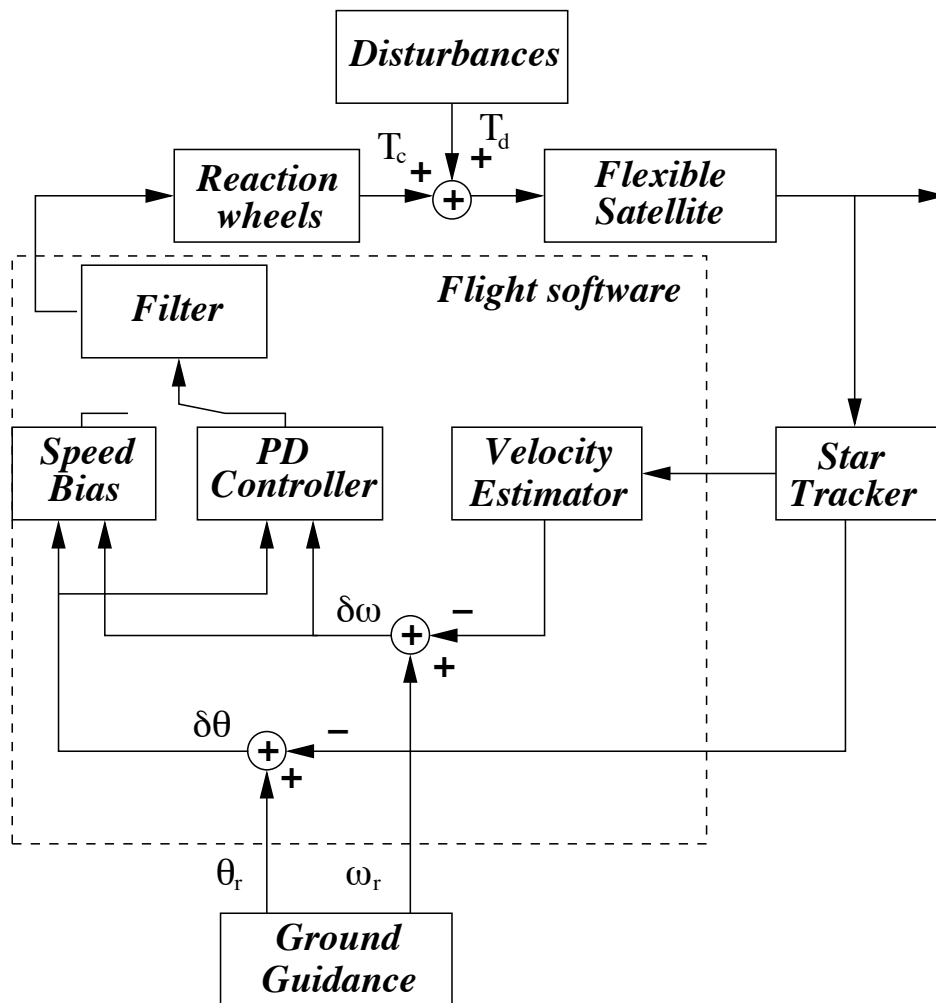 Disturbances
T_c
+
+
T_d
+
Reaction
wheels
Flexible
Satellite
Flight software
Filter
Speed
Bias
PD
Controller
Velocity
Estimator
Star
Tracker
δω
+
−
+
δθ
+
−
+
θ_r
ω_r
Ground
Guidance